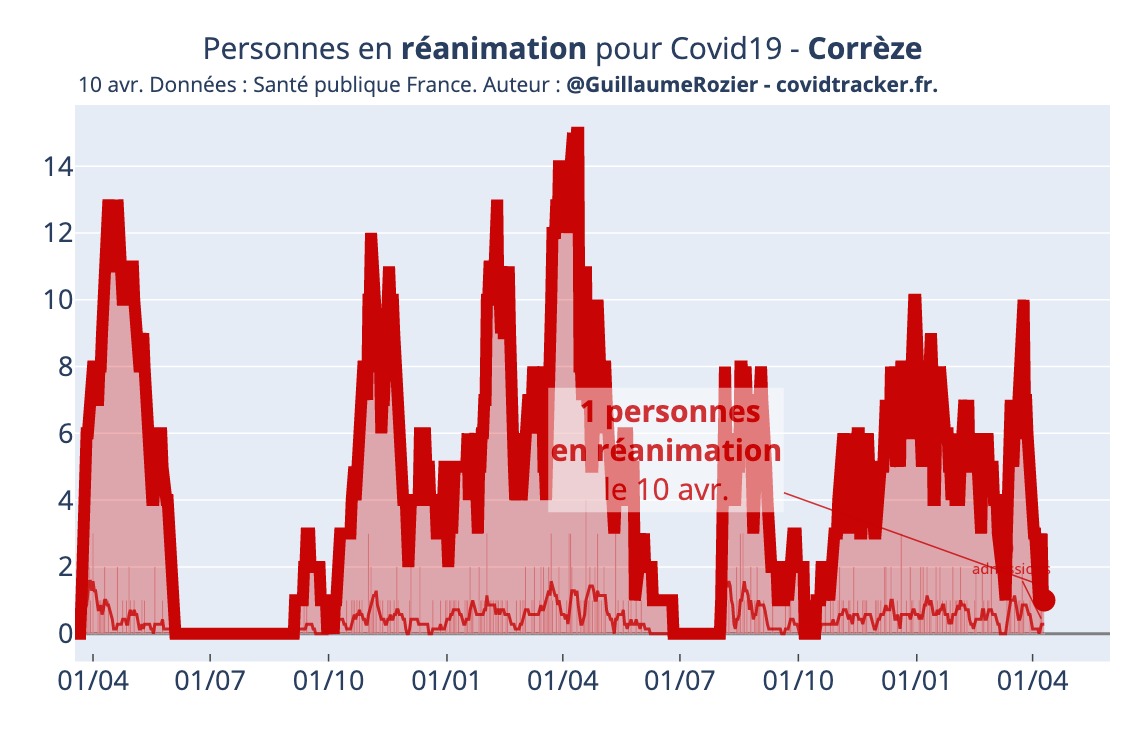 Personnes en réanimation pour Covid19 - Corrèze
10 avr. Données : Santé publique France. Auteur : @GuillaumeRozier - covidtracker.fr.
14
12
10
8
6
4
2
0
1 personnes
en réanimation
le 10 avr.
admissions
01/04
01/07
01/10
01/01
01/04
01/07
01/10
01/01
01/04